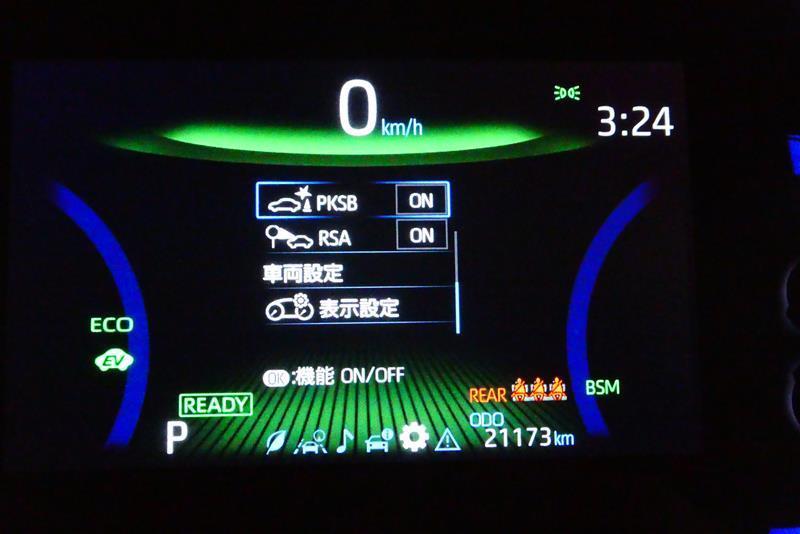 0 km/h
3:24
PKSB ON
RSA ON
車両設定
表示設定
ECO
EV
OK:機能 ON/OFF
READY
REAR
BSM
P
ODO
21173 km